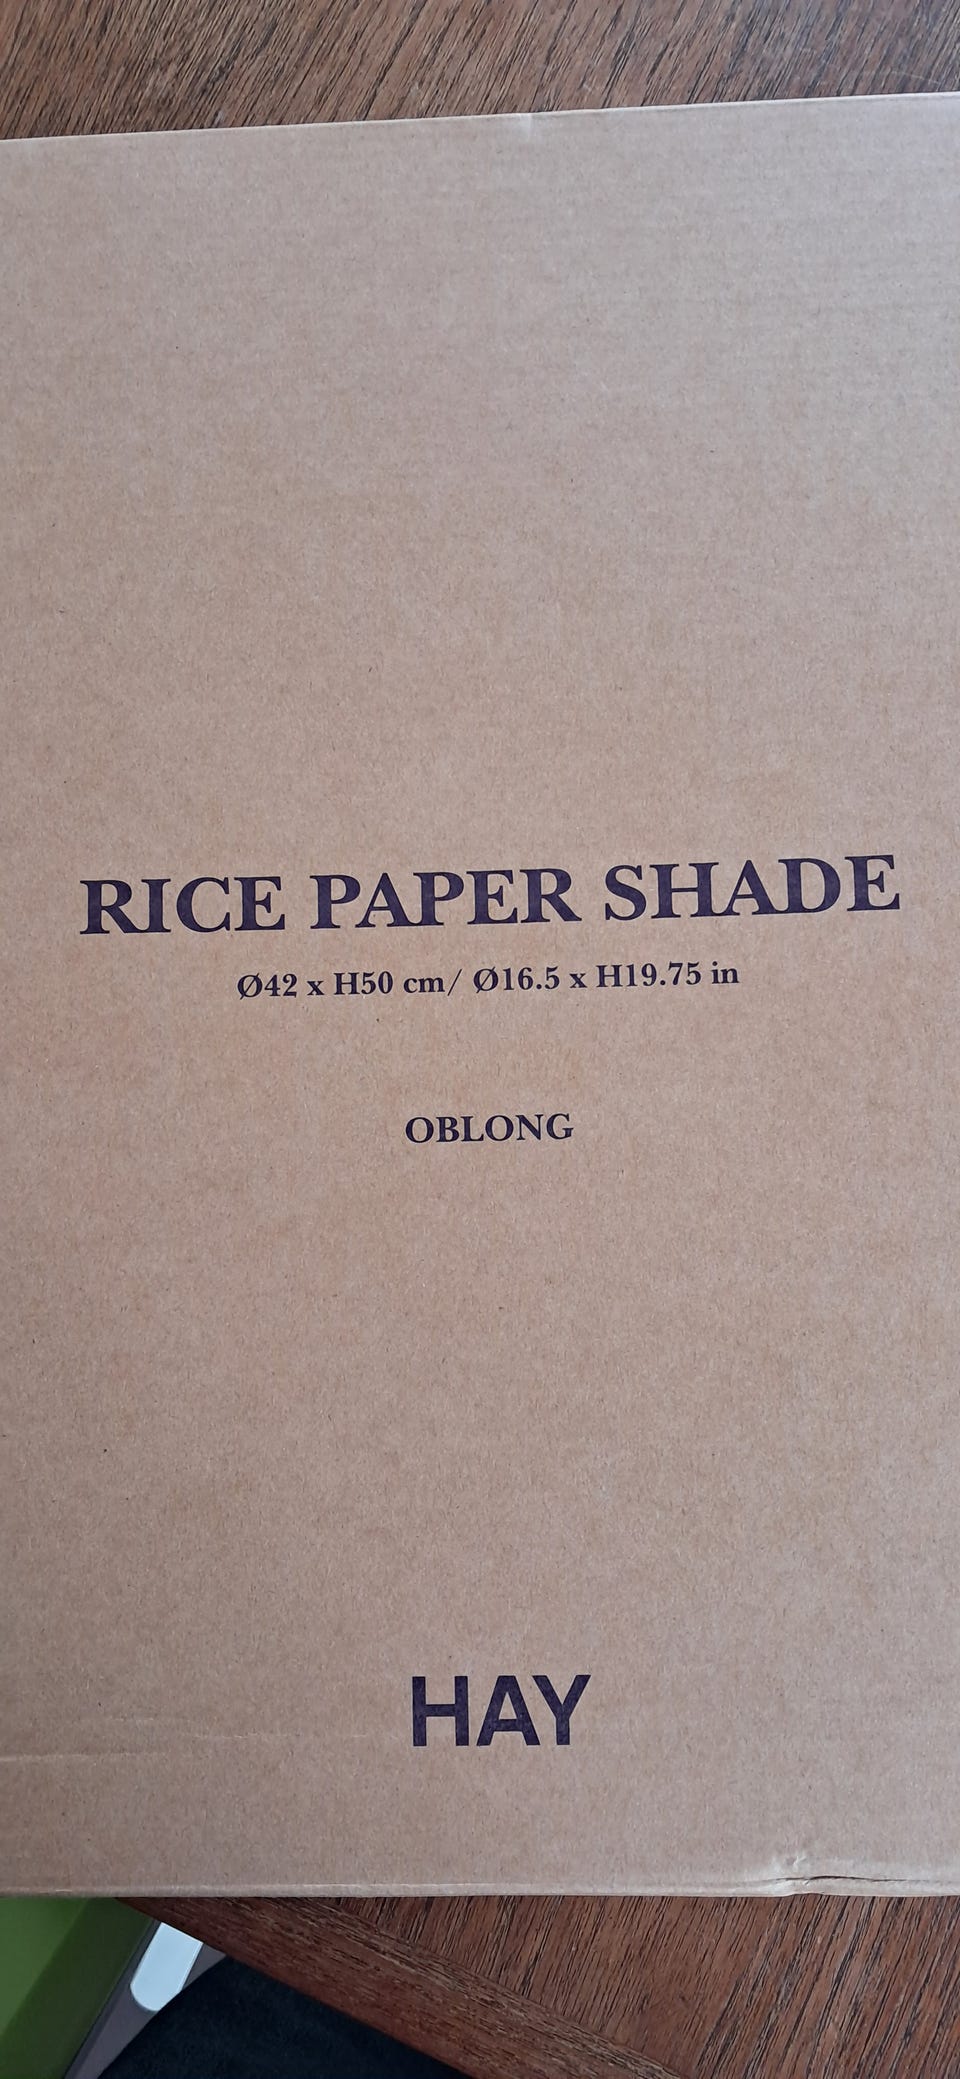 RICE PAPER SHADE
Ø42 x H50 cm/ Ø16.5 x H19.75 in
OBLONG
HAY